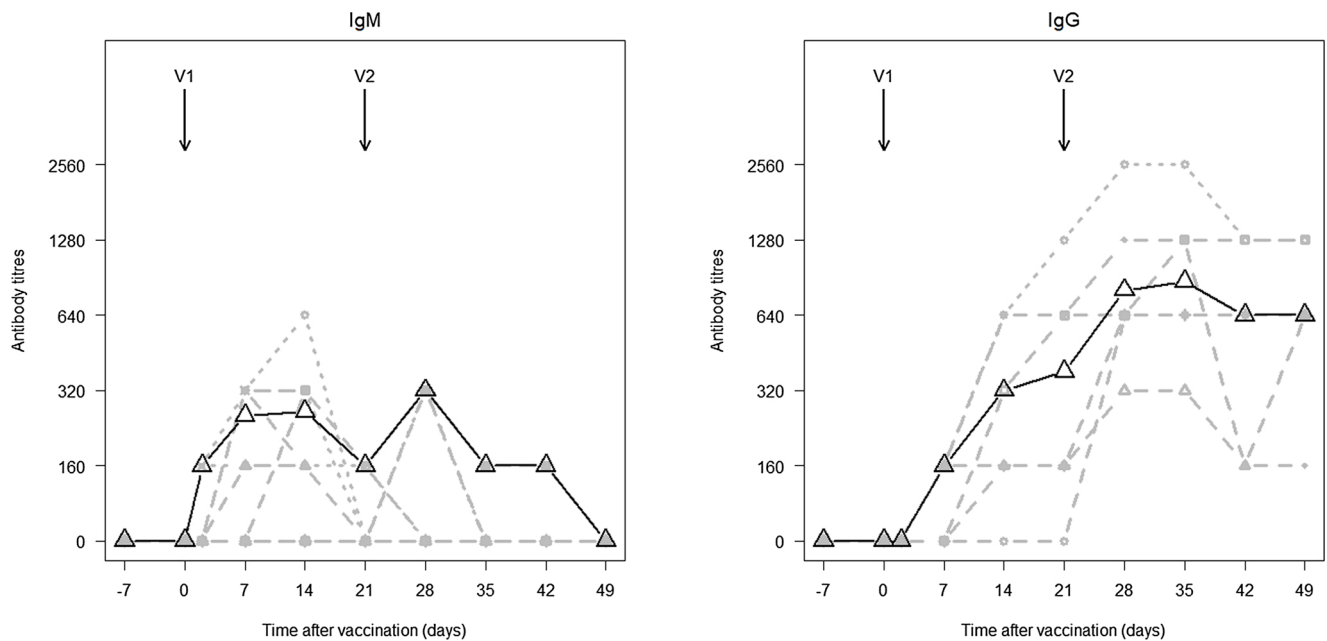 IgM
V1 V2
2560
1280
640
320
160
0
Antibody titres
-7 0 7 14 21 28 35 42 49
Time after vaccination (days)
IgG
V1 V2
2560
1280
640
320
160
0
Antibody titres
-7 0 7 14 21 28 35 42 49
Time after vaccination (days)